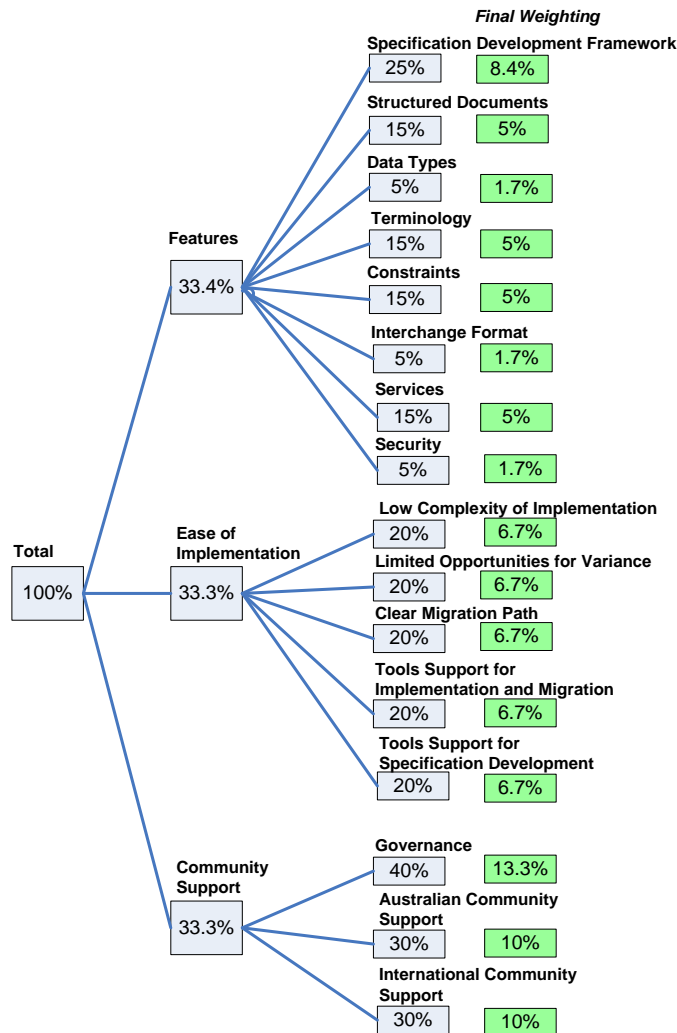 Final Weighting
Specification Development Framework
25% 8.4%
Structured Documents
15% 5%
Data Types
5% 1.7%
Terminology
15% 5%
Features
33.4%
Constraints
15% 5%
Interchange Format
5% 1.7%
Services
15% 5%
Security
5% 1.7%
Total
100%
Ease of
Implementation
33.3%
Low Complexity of Implementation
20% 6.7%
Limited Opportunities for Variance
20% 6.7%
Clear Migration Path
20% 6.7%
Tools Support for
Implementation and Migration
20% 6.7%
Tools Support for
Specification Development
20% 6.7%
Community
Support
33.3%
Governance
40% 13.3%
Australian Community
Support
30% 10%
International Community
Support
30% 10%